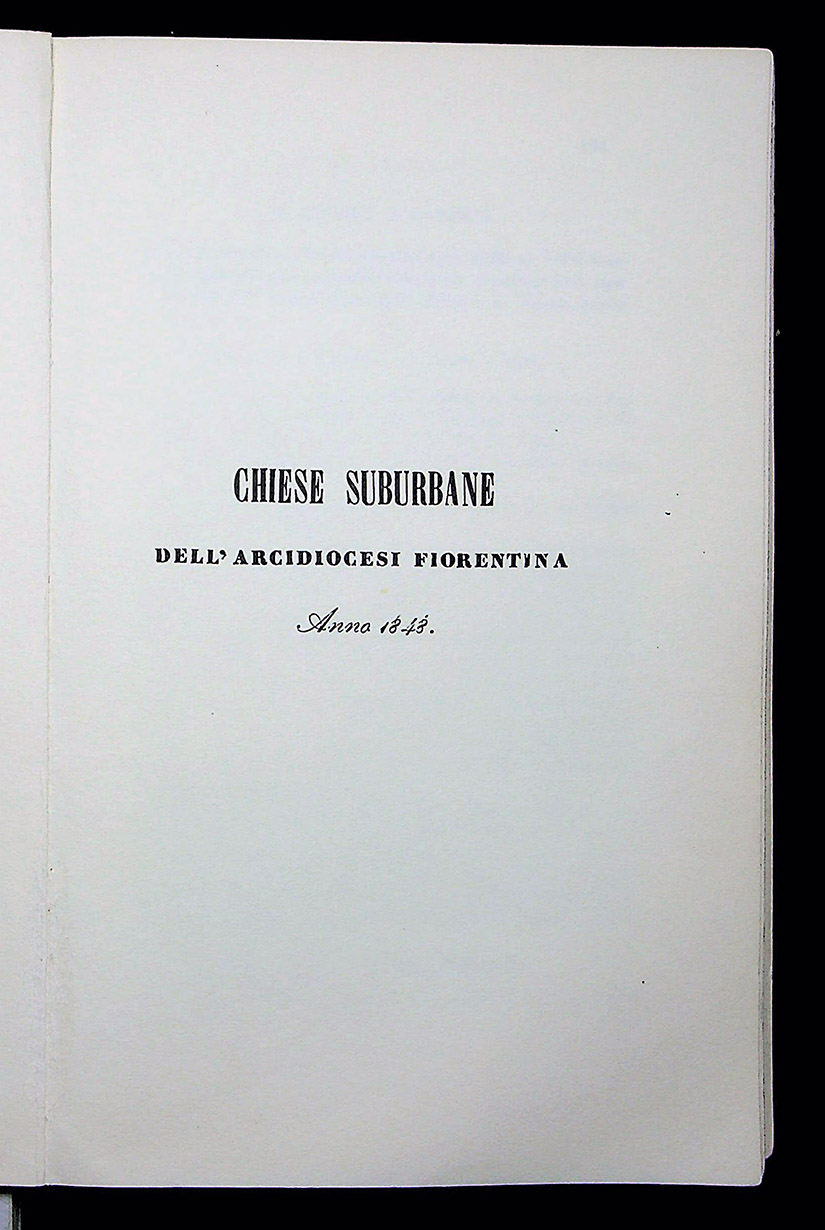 CHIESE SUBURBANE
DELL' ARCIDIOCESI FIORENTINA
Anno 1843.